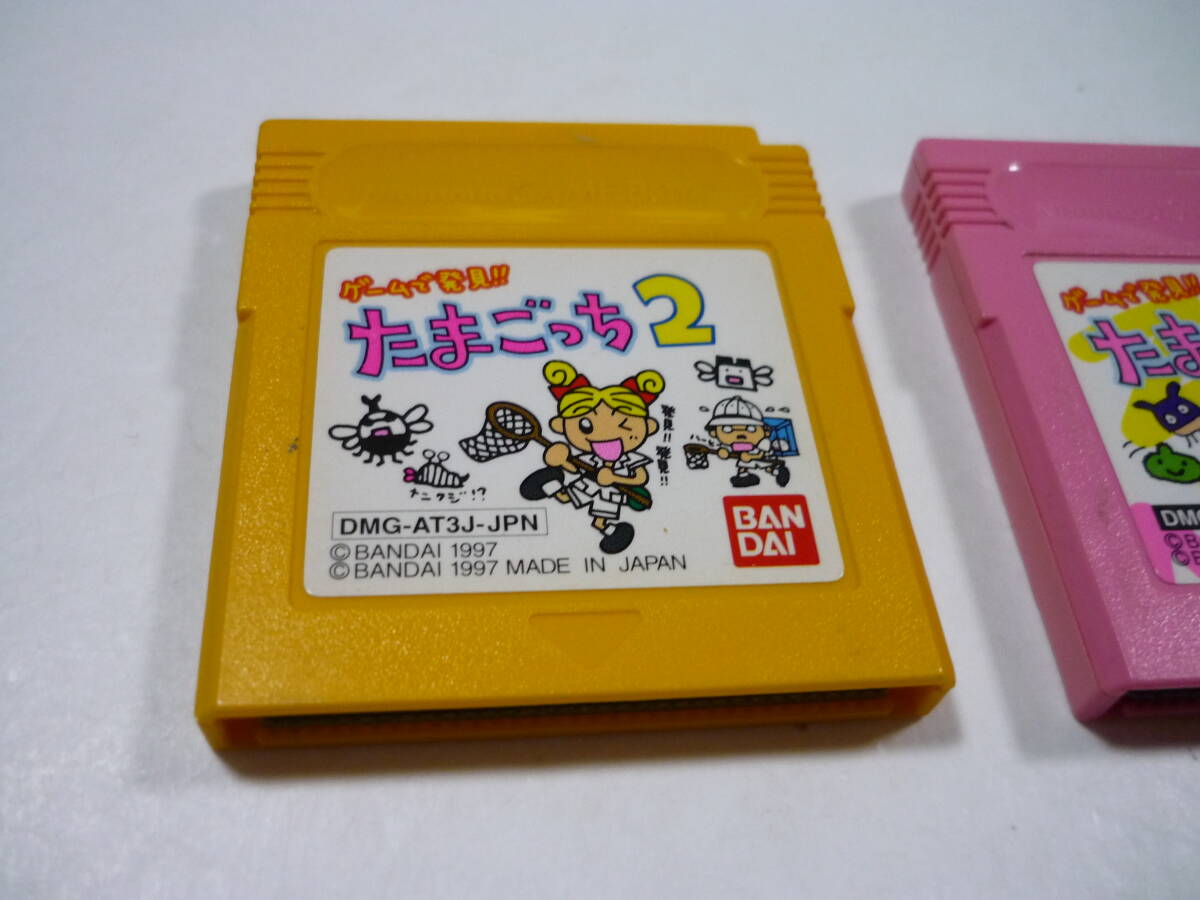 ゲームで発見!!
たまごっち2
発見!! 発見!!
ナニクジ!?
DMG-AT3J-JPN
©BANDAI 1997
©BANDAI 1997 MADE IN JAPAN
BAN
DAI
ゲームで発見!!
たま
DM
©B
©B